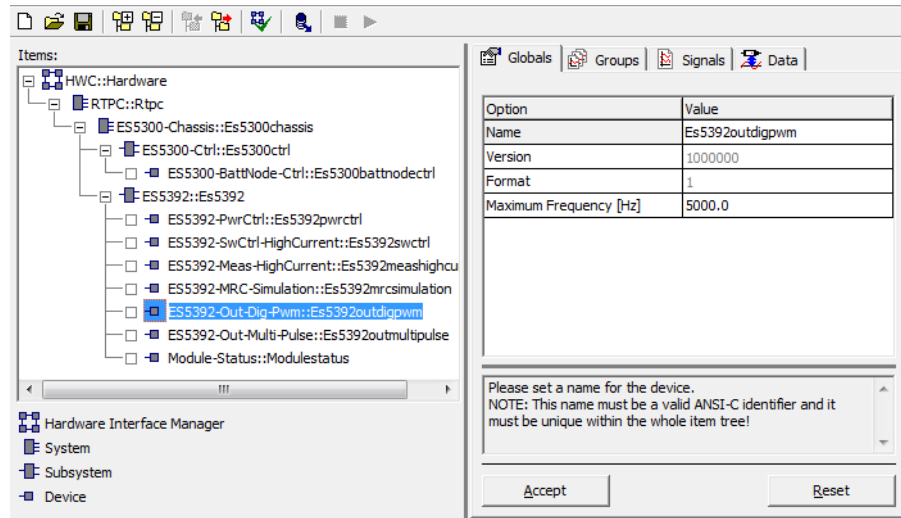 Items:
HWC::Hardware
RTPC::Rtpc
ES5300-Chassis::Es5300chassis
ES5300-Ctrl::Es5300ctrl
ES5300-BattNode-Ctrl::Es5300battnodectrl
ES5392::Es5392
ES5392-PwrCtrl::Es5392pwrctrl
ES5392-SwCtrl-HighCurrent::Es5392swctrl
ES5392-Meas-HighCurrent::Es5392meashighcu
ES5392-MRC-Simulation::Es5392mrcsimulation
ES5392-Out-Dig-Pwm::Es5392outdigpwm
ES5392-Out-Multi-Pulse::Es5392outmultipulse
Module-Status::Modulestatus
Hardware Interface Manager
System
Subsystem
Device
Globals Groups Signals Data
Option Value
Name Es5392outdigpwm
Version 1000000
Format 1
Maximum Frequency [Hz] 5000.0
Please set a name for the device.
NOTE: This name must be a valid ANSI-C identifier and it
must be unique within the whole item tree!
Accept Reset